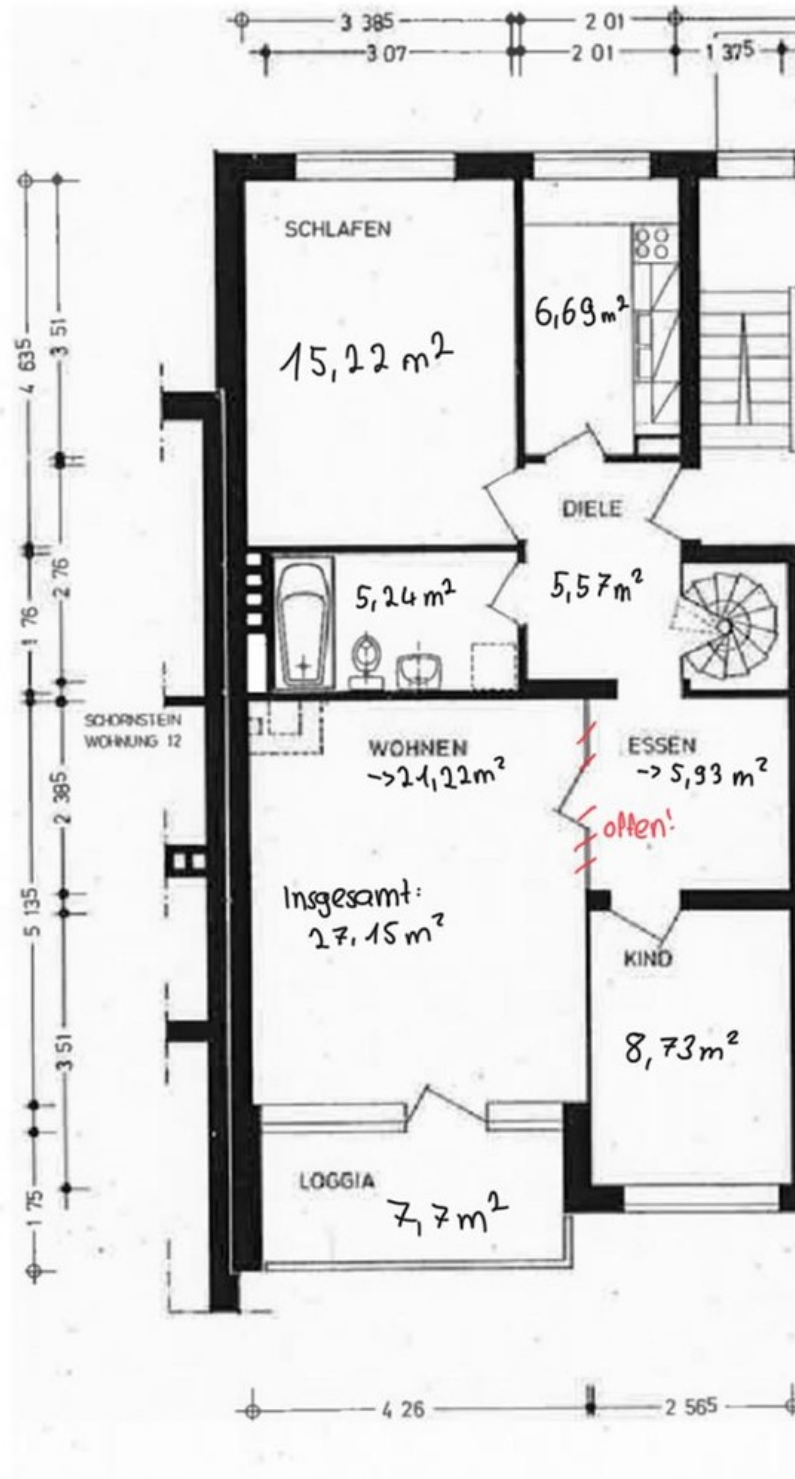 3 385
2 01
3 07
2 01
1 375
SCHLAFEN
15,22 m²
6,69 m²
4 635
3 51
DIELE
5,57 m²
5,24 m²
1 76
2 76
SCHORNSTEIN
WOHNUNG 12
WOHNEN
->21,22 m²
ESSEN
-> 5,93 m²
offen!
Insgesamt:
27,15 m²
5 135
2 385
KIND
8,73 m²
3 51
LOGGIA
7,7 m²
1 75
4 26
2 565